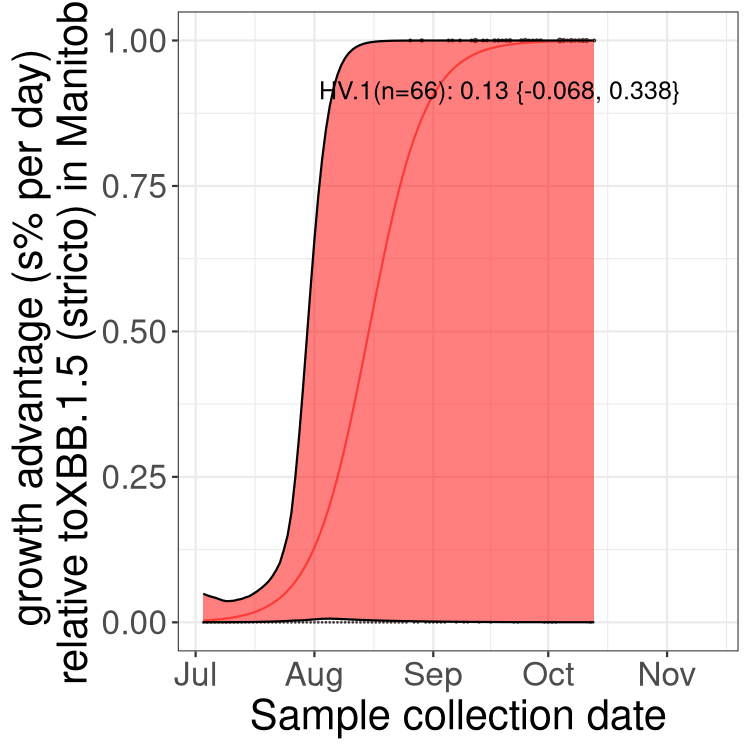 growth advantage (s% per day)
relative toXBB.1.5 (stricto) in Manitob
1.00
0.75
0.50
0.25
0.00
HV.1(n=66): 0.13 {-0.068, 0.338}
Jul Aug Sep Oct Nov
Sample collection date